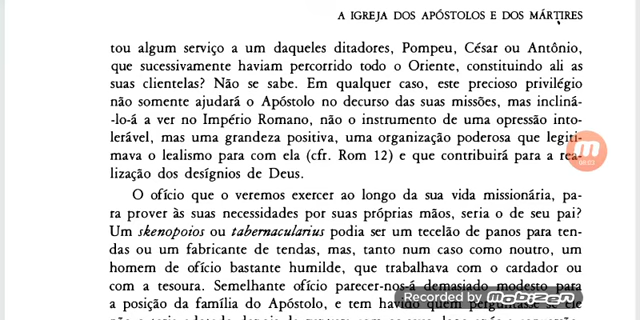 A IGREJA DOS APÓSTOLOS E DOS MÁRTIRES
tou algum serviço a um daqueles ditadores, Pompeu, César ou Antônio,
que sucessivamente haviam percorrido todo o Oriente, constituindo ali as
suas clientelas? Não se sabe. Em qualquer caso, este precioso privilégio
não somente ajudará o Apóstolo no decurso das suas missões, mas incliná-
-lo-á a ver no Império Romano, não o instrumento de uma opressão into-
lerável, mas uma grandeza positiva, uma organização poderosa que legiti-
mava o lealismo para com ela (cfr. Rom 12) e que contribuirá para a rea-
lização dos desígnios de Deus.
O ofício que o veremos exercer ao longo da sua vida missionária, pa-
ra prover às suas necessidades por suas próprias mãos, seria o de seu pai?
Um skenopoios ou tabernacularius podia ser um tecelão de panos para ten-
das ou um fabricante de tendas, mas, tanto num caso como noutro, um
homem de ofício bastante humilde, que trabalhava com o cardador ou
com a tesoura. Semelhante ofício parecer-nos-á demasiado modesto para
a posição da família do Apóstolo, e tem havido quem
Recorded by mobizen